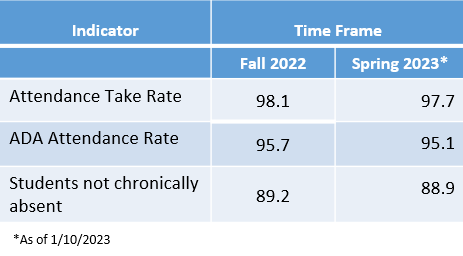 Indicator Time Frame
Fall 2022 Spring 2023*
Attendance Take Rate 98.1 97.7
ADA Attendance Rate 95.7 95.1
Students not chronically
absent 89.2 88.9
*As of 1/10/2023